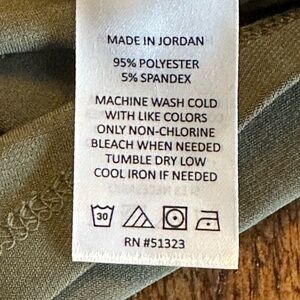 MADE IN JORDAN
95% POLYESTER
5% SPANDEX
MACHINE WASH COLD
WITH LIKE COLORS
ONLY NON-CHLORINE
BLEACH WHEN NEEDED
TUMBLE DRY LOW
COOL IRON IF NEEDED
30
RN #51323